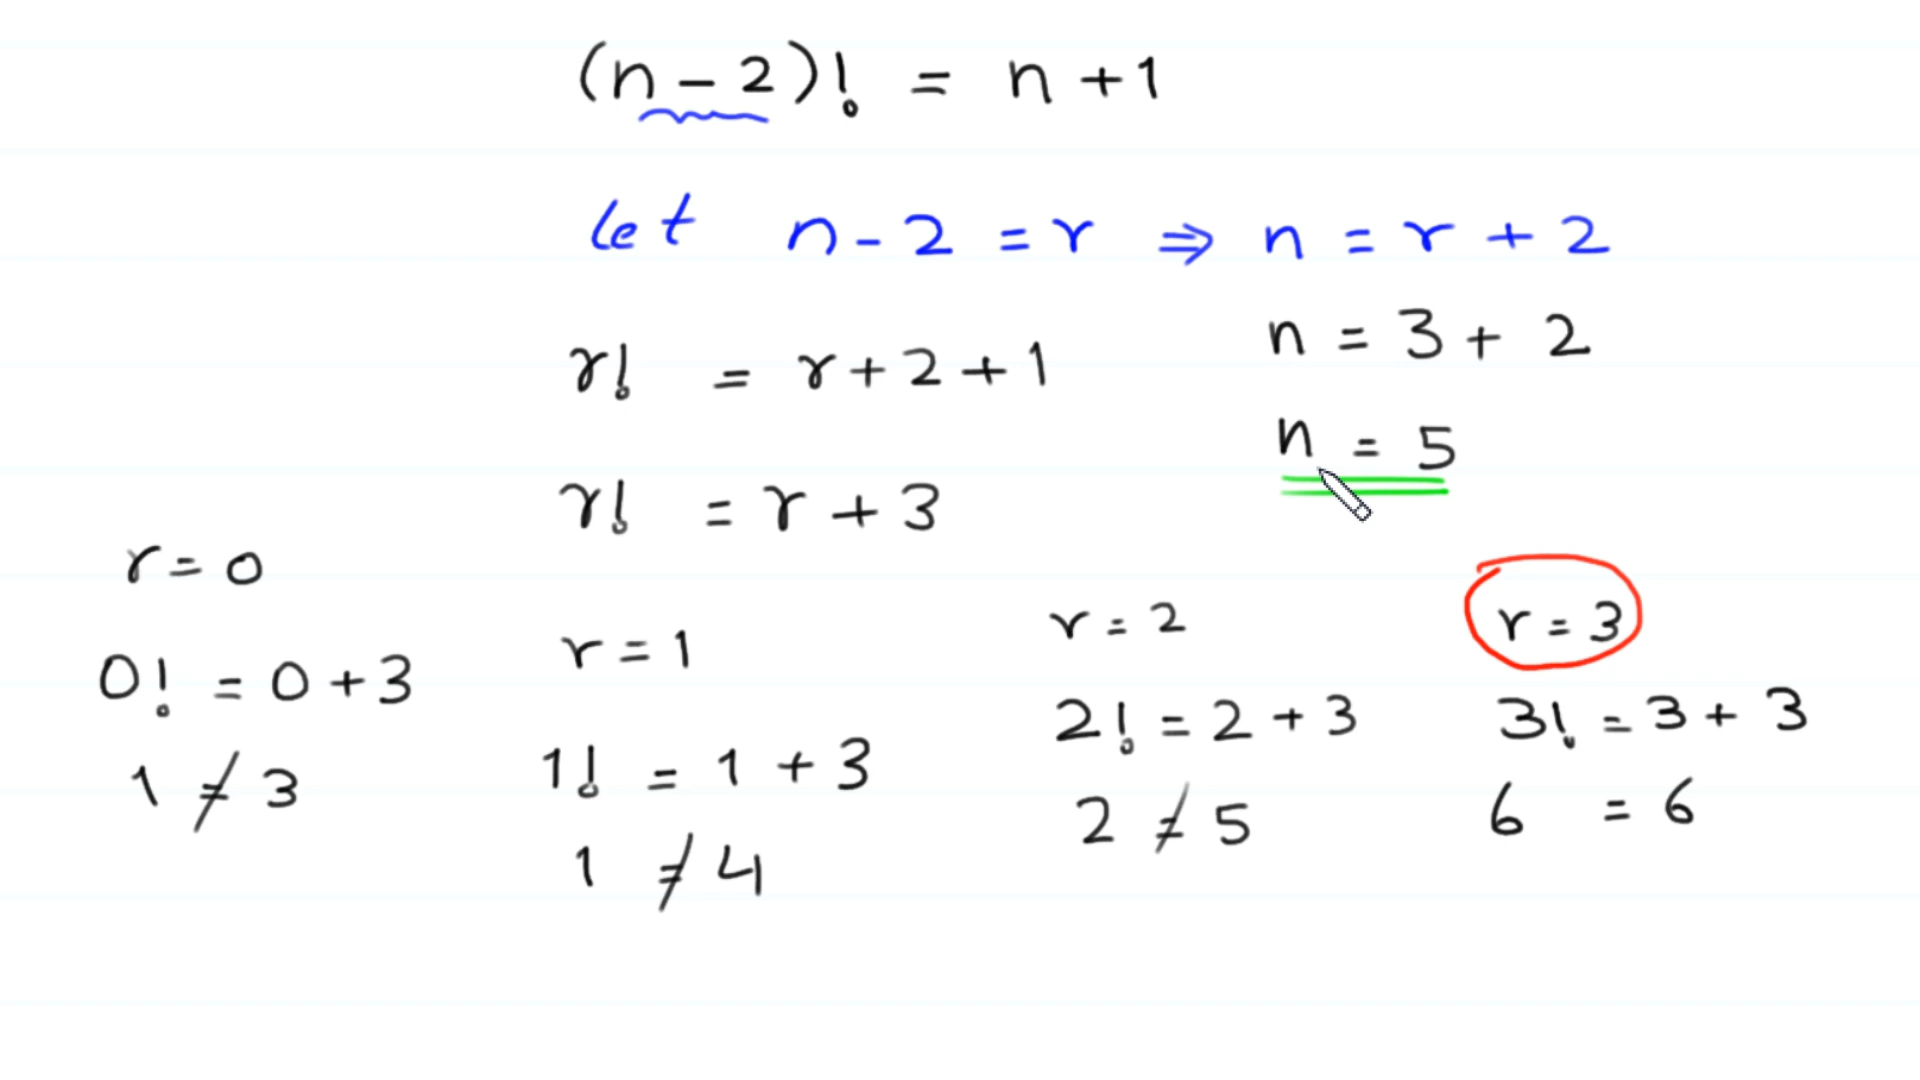 (n - 2)! = n + 1
let n - 2 = r ⇒ n = r + 2
r! = r + 2 + 1
n = 3 + 2
n = 5
r! = r + 3
r = 0
0! = 0 + 3
1 ≠ 3
r = 1
1! = 1 + 3
1 ≠ 4
r = 2
2! = 2 + 3
2 ≠ 5
r = 3
3! = 3 + 3
6 = 6